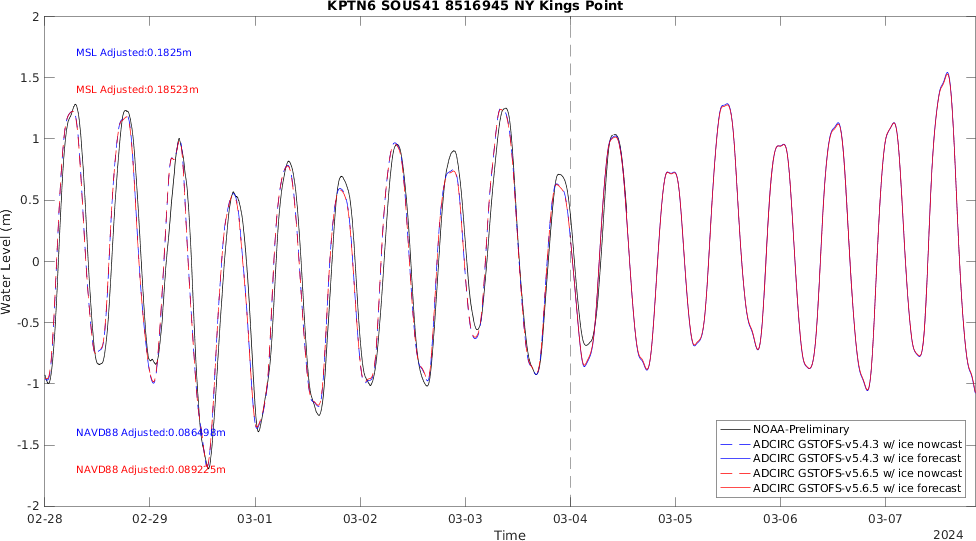 KPTN6 SOUS41 8516945 NY Kings Point
2
1.5
1
0.5
0
-0.5
-1
-1.5
-2
Water Level (m)
MSL Adjusted:0.1825m
MSL Adjusted:0.18523m
NAVD88 Adjusted:0.086498m
NAVD88 Adjusted:0.089225m
NOAA-Preliminary
ADCIRC GSTOFS-v5.4.3 w/ ice nowcast
ADCIRC GSTOFS-v5.4.3 w/ ice forecast
ADCIRC GSTOFS-v5.6.5 w/ ice nowcast
ADCIRC GSTOFS-v5.6.5 w/ ice forecast
02-28 02-29 03-01 03-02 03-03 03-04 03-05 03-06 03-07
Time
2024